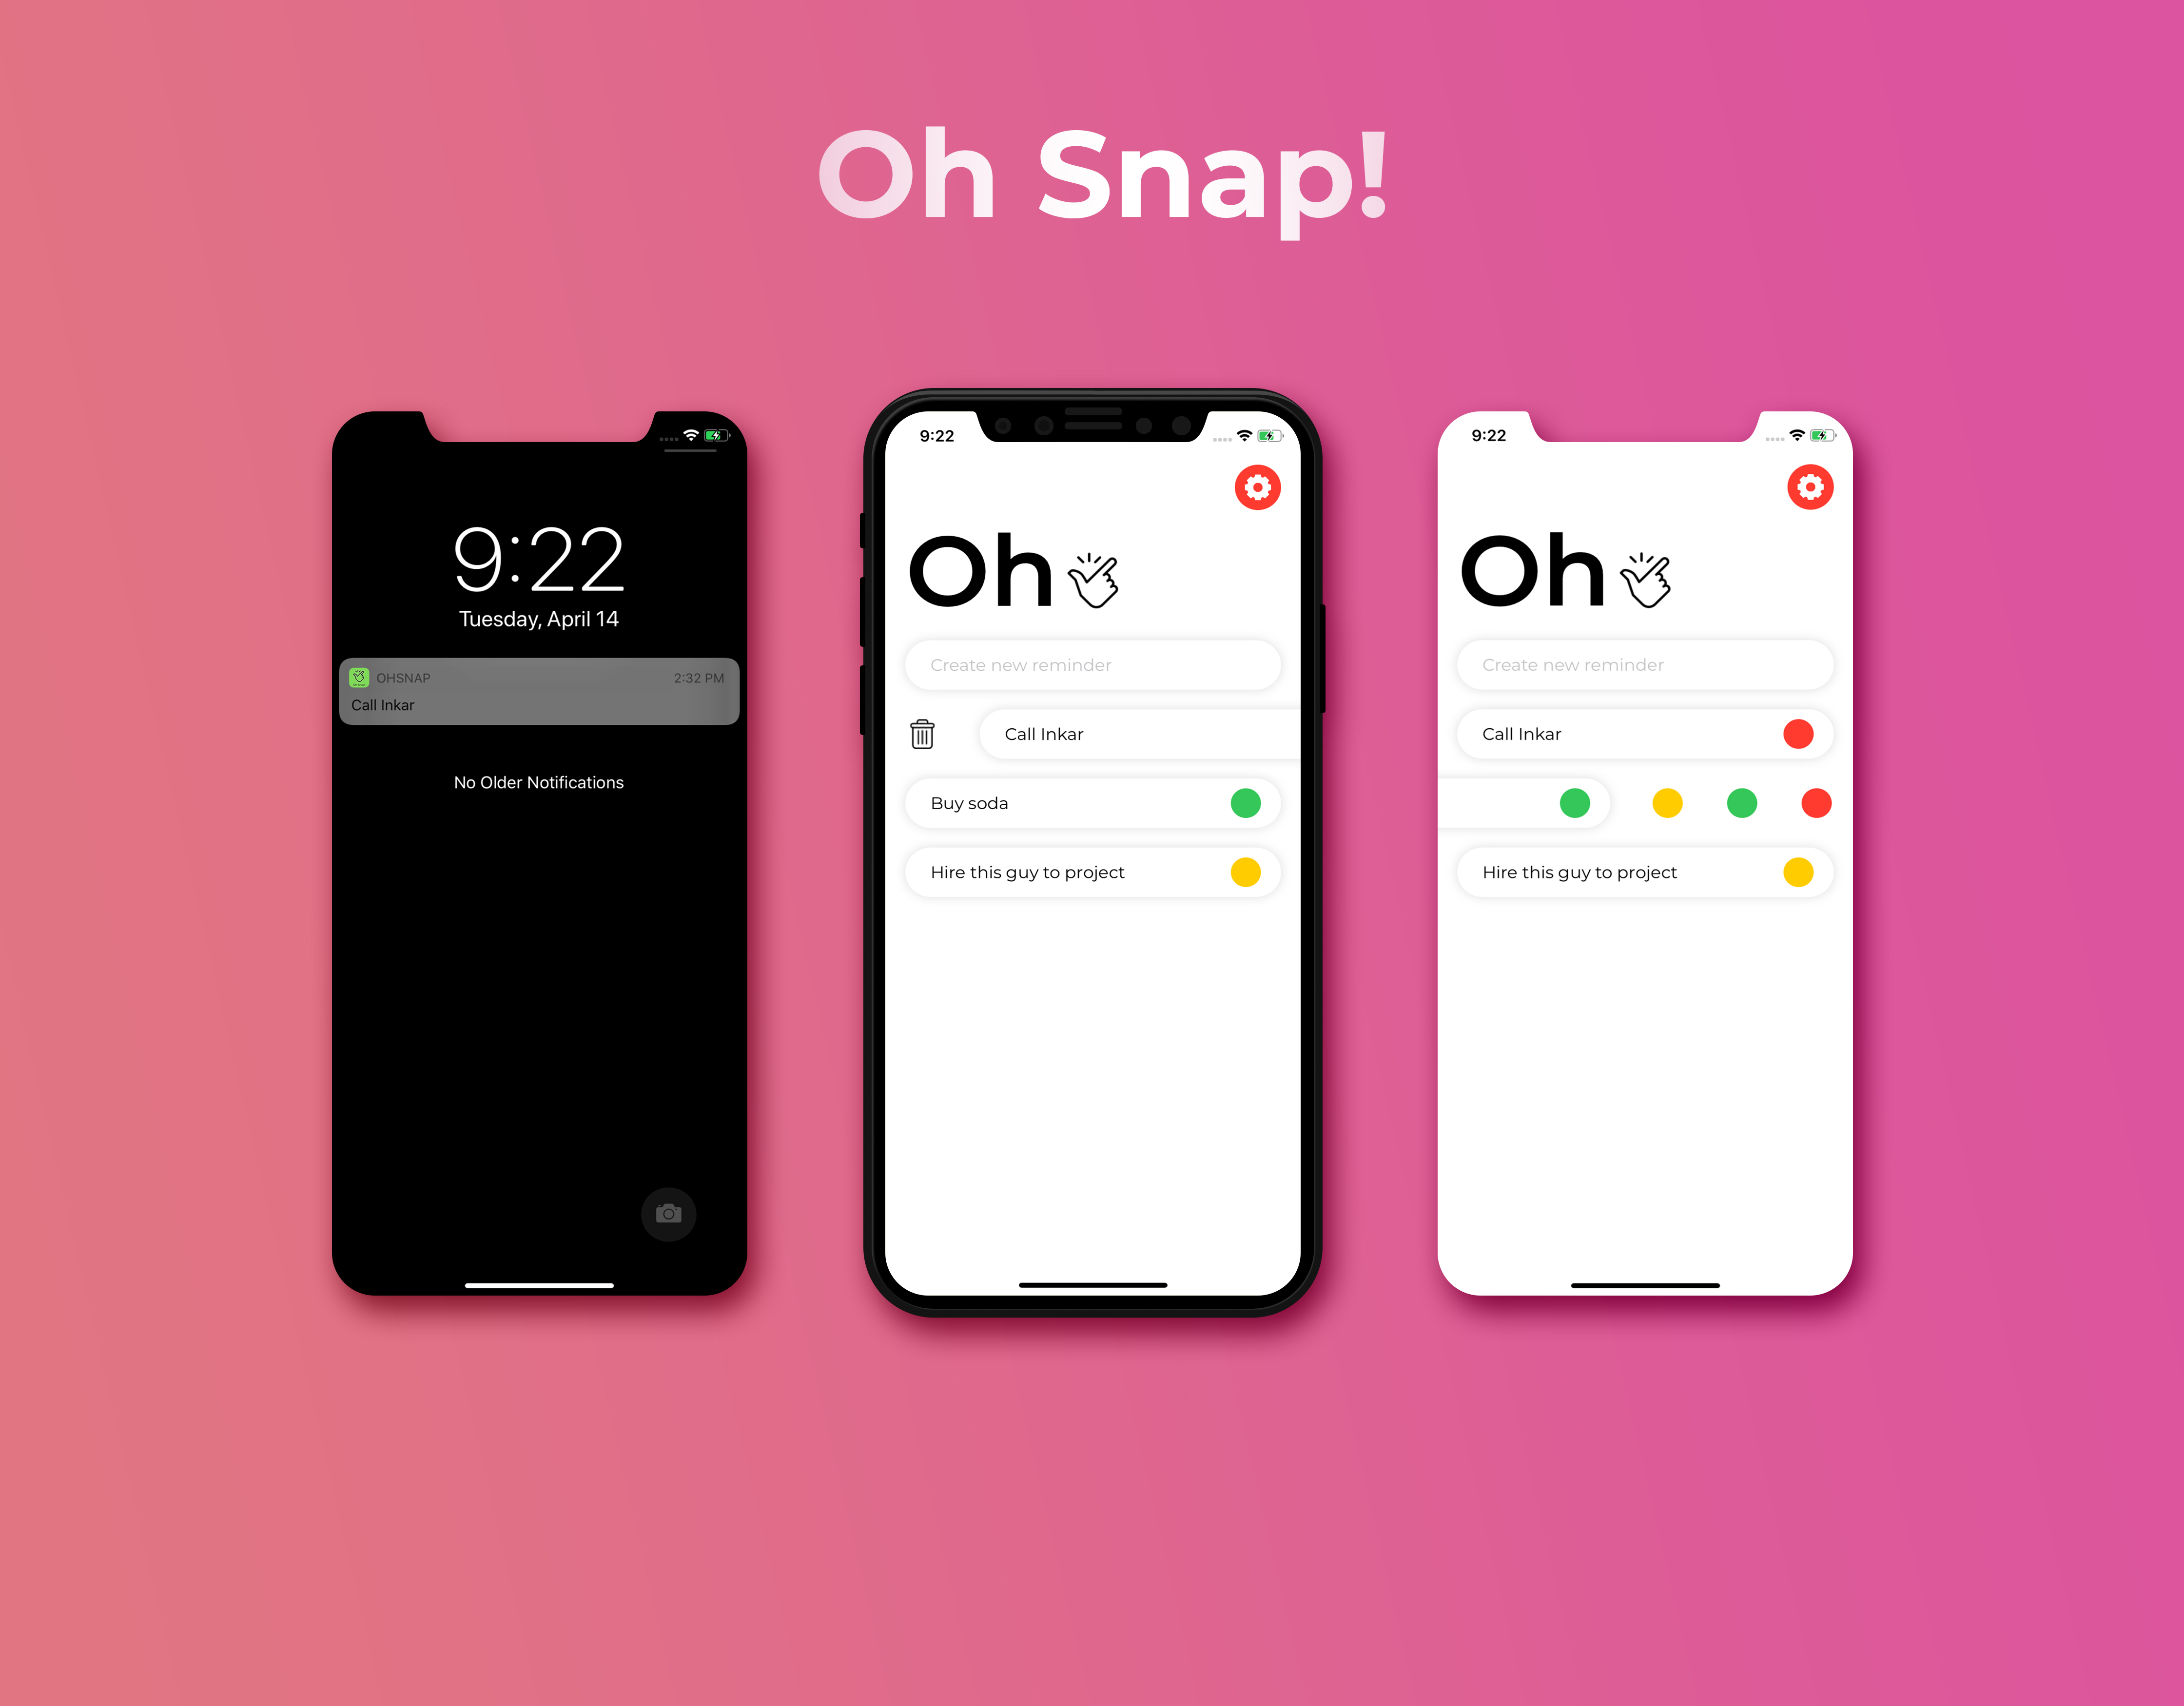 Oh Snap!
9:22
Tuesday, April 14
OHSNAP 2:32 PM
Call Inkar
No Older Notifications
9:22
Oh
Create new reminder
Call Inkar
Buy soda
Hire this guy to project
9:22
Oh
Create new reminder
Call Inkar
Hire this guy to project